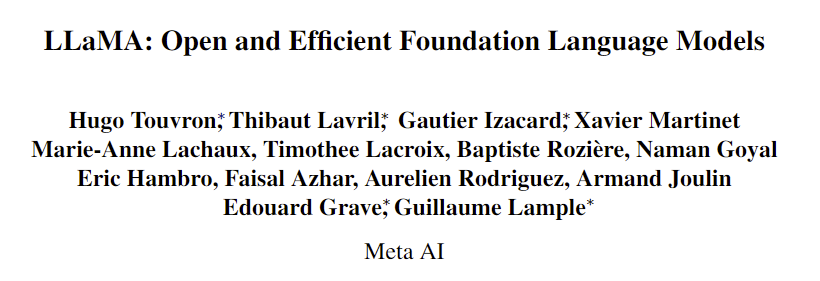 LLaMA: Open and Efficient Foundation Language Models
Hugo Touvron∗, Thibaut Lavril∗, Gautier Izacard∗, Xavier Martinet
Marie-Anne Lachaux, Timothee Lacroix, Baptiste Rozière, Naman Goyal
Eric Hambro, Faisal Azhar, Aurelien Rodriguez, Armand Joulin
Edouard Grave∗, Guillaume Lample∗
Meta AI